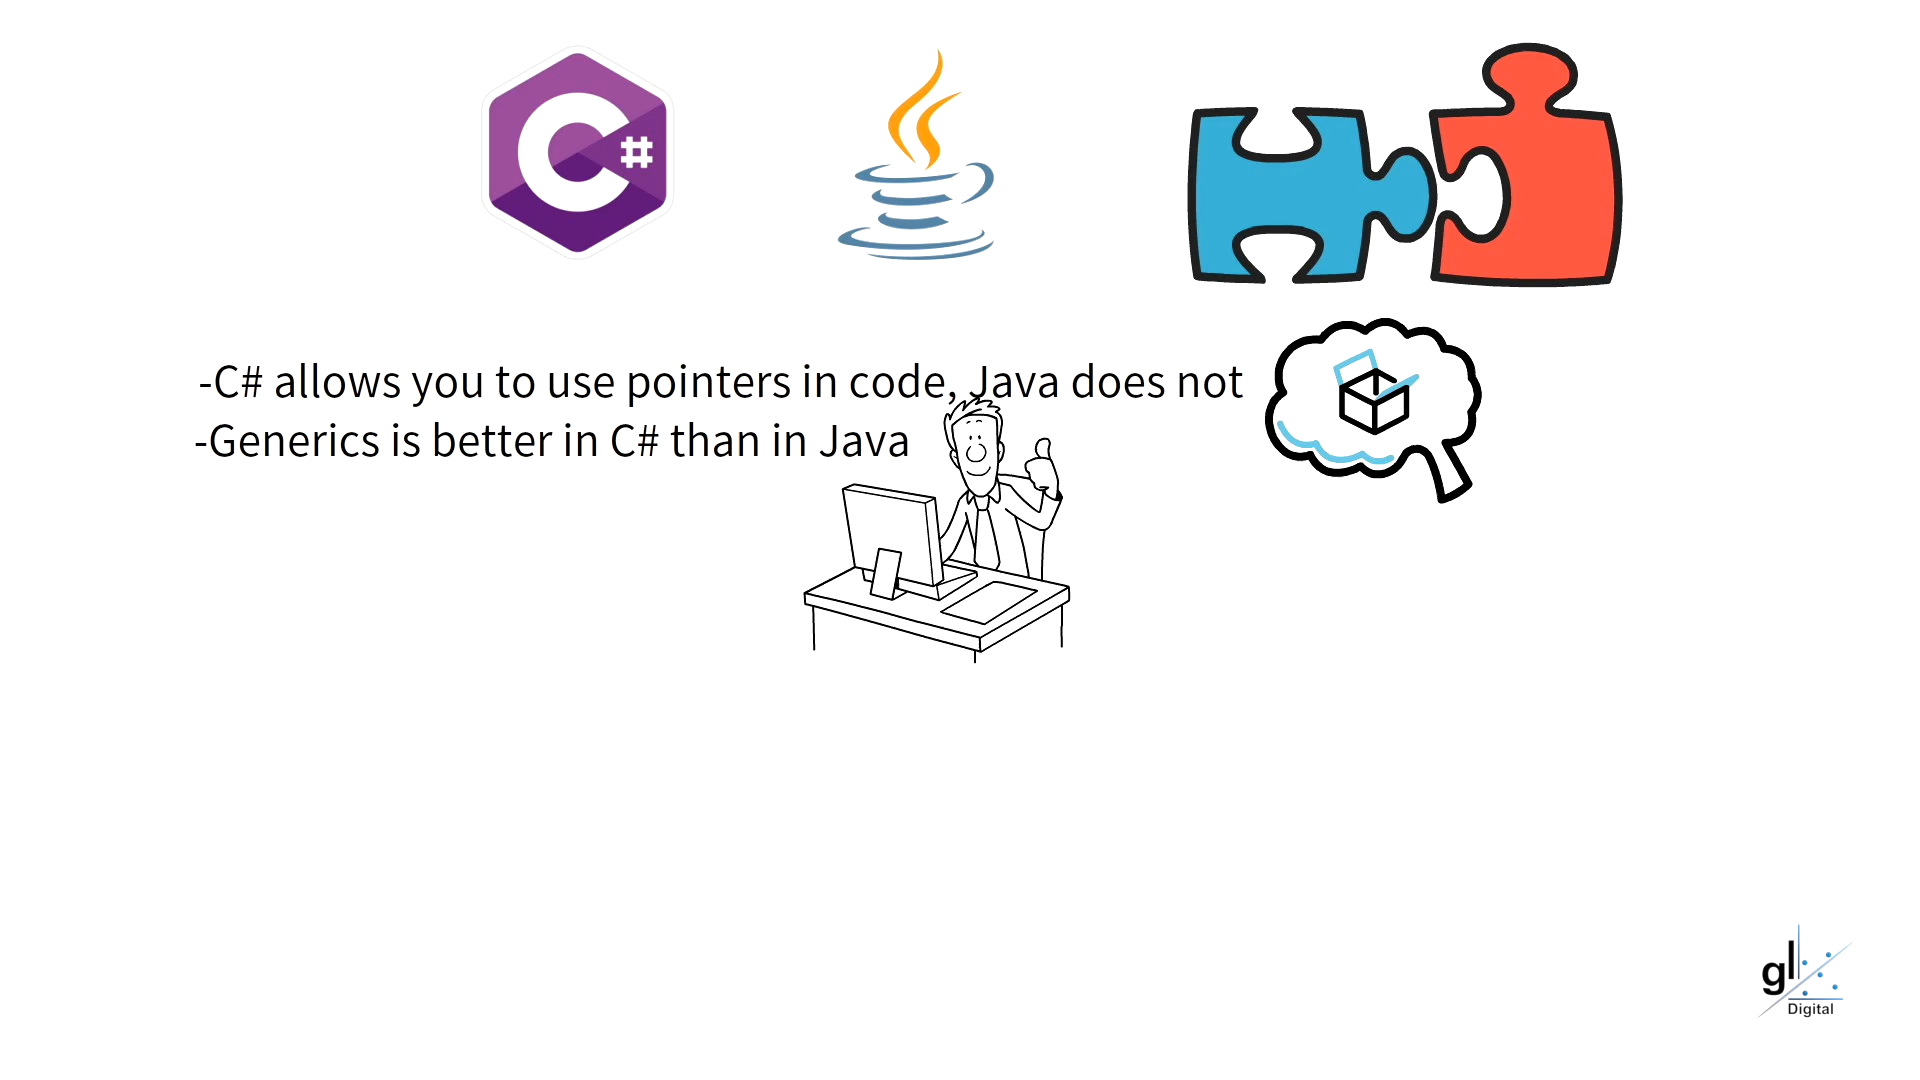 C#
-C# allows you to use pointers in code, Java does not
-Generics is better in C# than in Java
gl
Digital